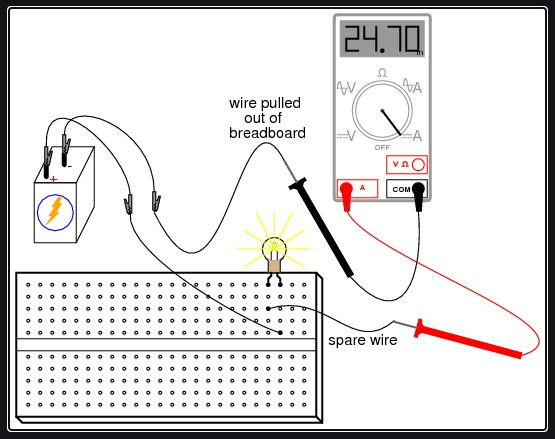 24.70
m
wire pulled
out of
breadboard
Ω
V
A
V
A
OFF
V Ω
A
COM
+
-
spare wire